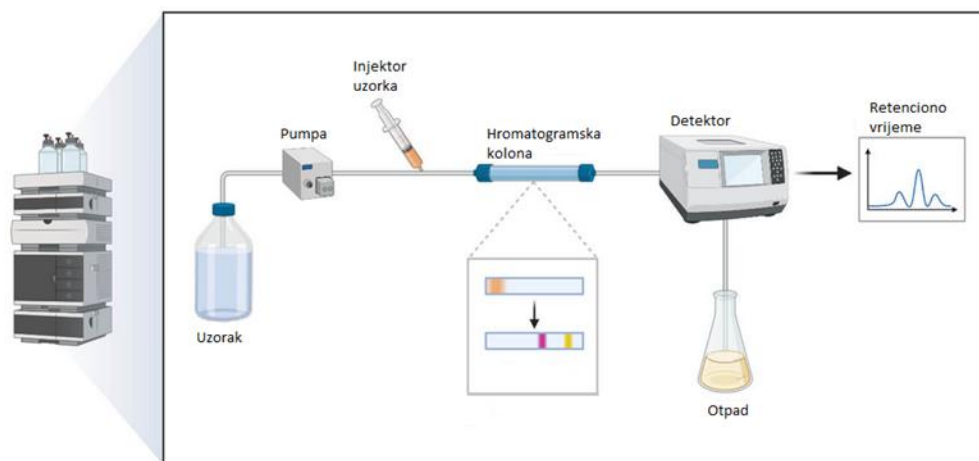 Injektor
uzorka
Pumpa
Hromatogramska
kolona
Detektor
Retenciono
vrijeme
Uzorak
Otpad